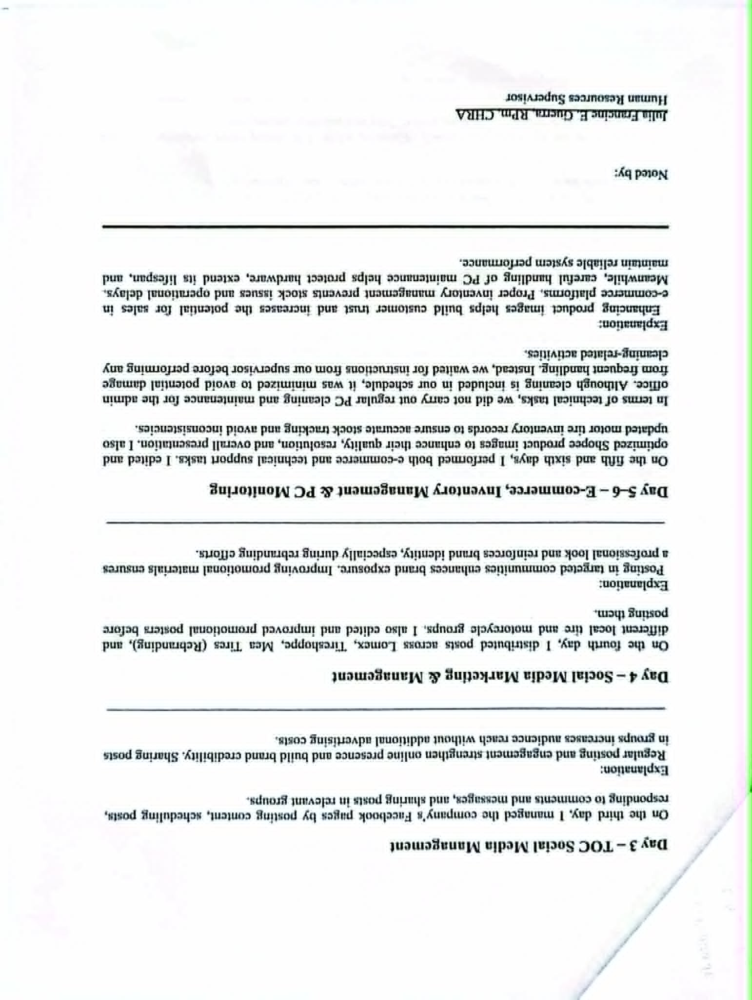 Day 3 – TOC Social Media Management
On the third day, I managed the company's Facebook pages by posting content, scheduling posts,
responding to comments and messages, and sharing posts in relevant groups.
Explanation:
Regular posting and engagement strengthen online presence and build brand credibility. Sharing posts
in groups increases audience reach without additional advertising costs.
Day 4 – Social Media Marketing & Management
On the fourth day, I distributed posts across Lomex, Tireshoppe, Mea Tires (Rebranding), and
different local tire and motorcycle groups. I also edited and improved promotional posters before
posting them.
Explanation:
Posting in targeted communities enhances brand exposure. Improving promotional materials ensures
a professional look and reinforces brand identity, especially during rebranding efforts.
Day 5–6 – E-commerce, Inventory Management & PC Monitoring
On the fifth and sixth days, I performed both e-commerce and technical support tasks. I edited and
optimized Shopee product images to enhance their quality, resolution, and overall presentation. I also
updated motor tire inventory records to ensure accurate stock tracking and avoid inconsistencies.
In terms of technical tasks, we did not carry out regular PC cleaning and maintenance for the admin
office. Although cleaning is included in our schedule, it was minimized to avoid potential damage
from frequent handling. Instead, we waited for instructions from our supervisor before performing any
cleaning-related activities.
Explanation:
Enhancing product images helps build customer trust and increases the potential for sales in
e-commerce platforms. Proper inventory management prevents stock issues and operational delays.
Meanwhile, careful handling of PC maintenance helps protect hardware, extend its lifespan, and
maintain reliable system performance.
Noted by:
Julia Francine E. Guerra, RPm, CHRA
Human Resources Supervisor